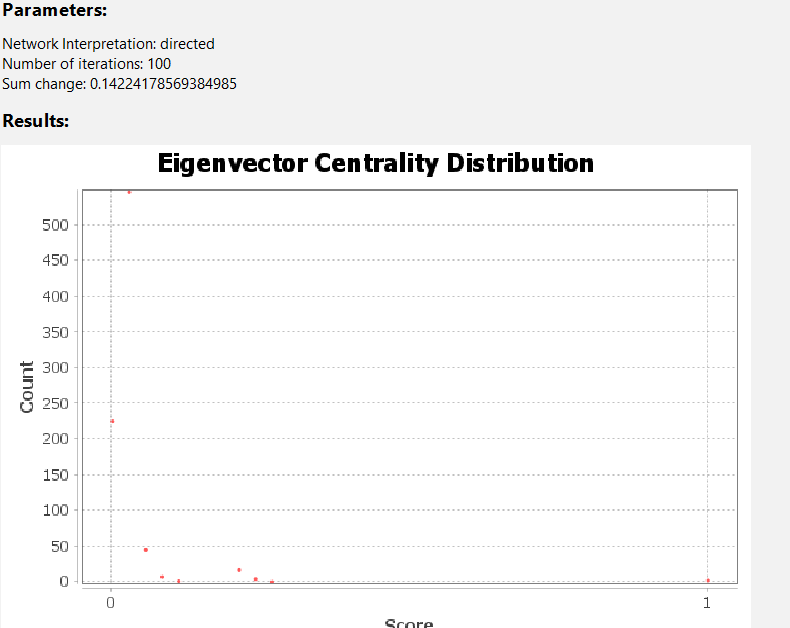 Parameters:
Network Interpretation: directed
Number of iterations: 100
Sum change: 0.14224178569384985
Results:
Eigenvector Centrality Distribution
500
450
400
350
300
250
200
150
100
50
0
Count
0 1
Score